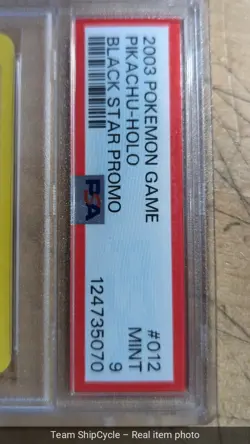 2003 POKEMON GAME
PIKACHU-HOLO
BLACK STAR PROMO
#012
MINT
9
PSA
124735070
Team ShipCycle – Real item photo